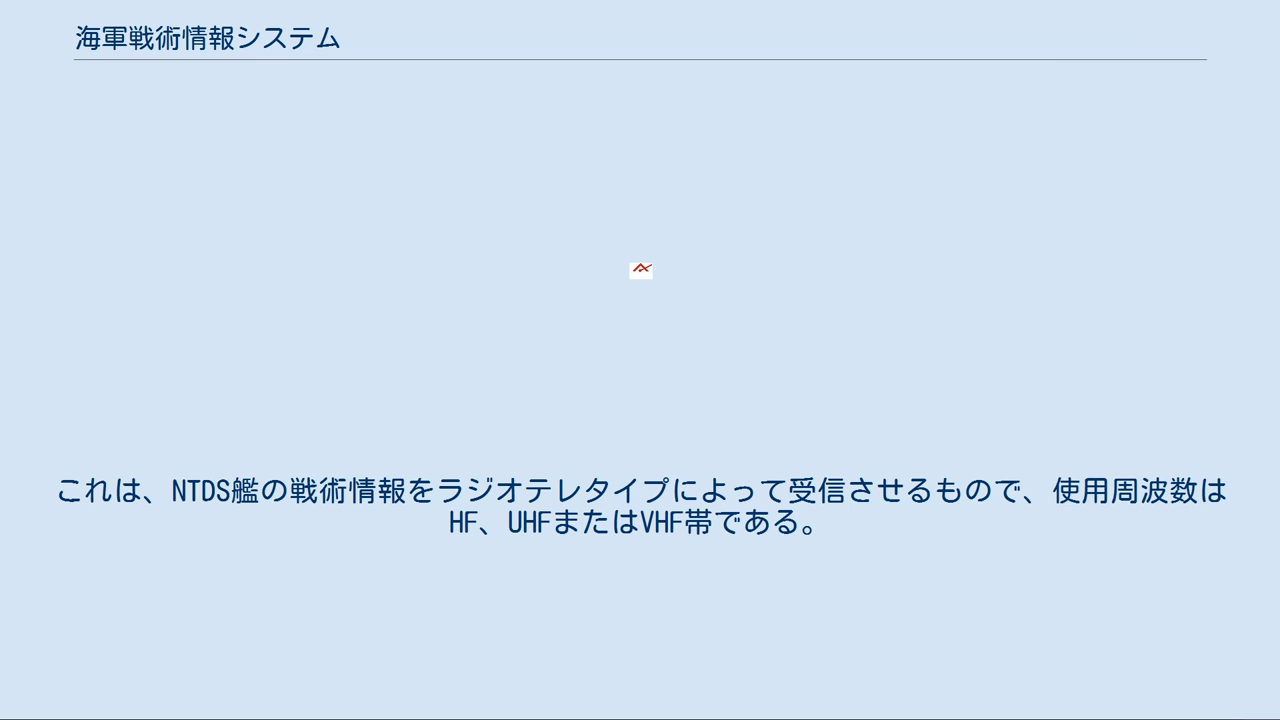 海軍戦術情報システム
これは、NTDS艦の戦術情報をラジオテレタイプによって受信させるもので、使用周波数は
HF、UHFまたはVHF帯である。